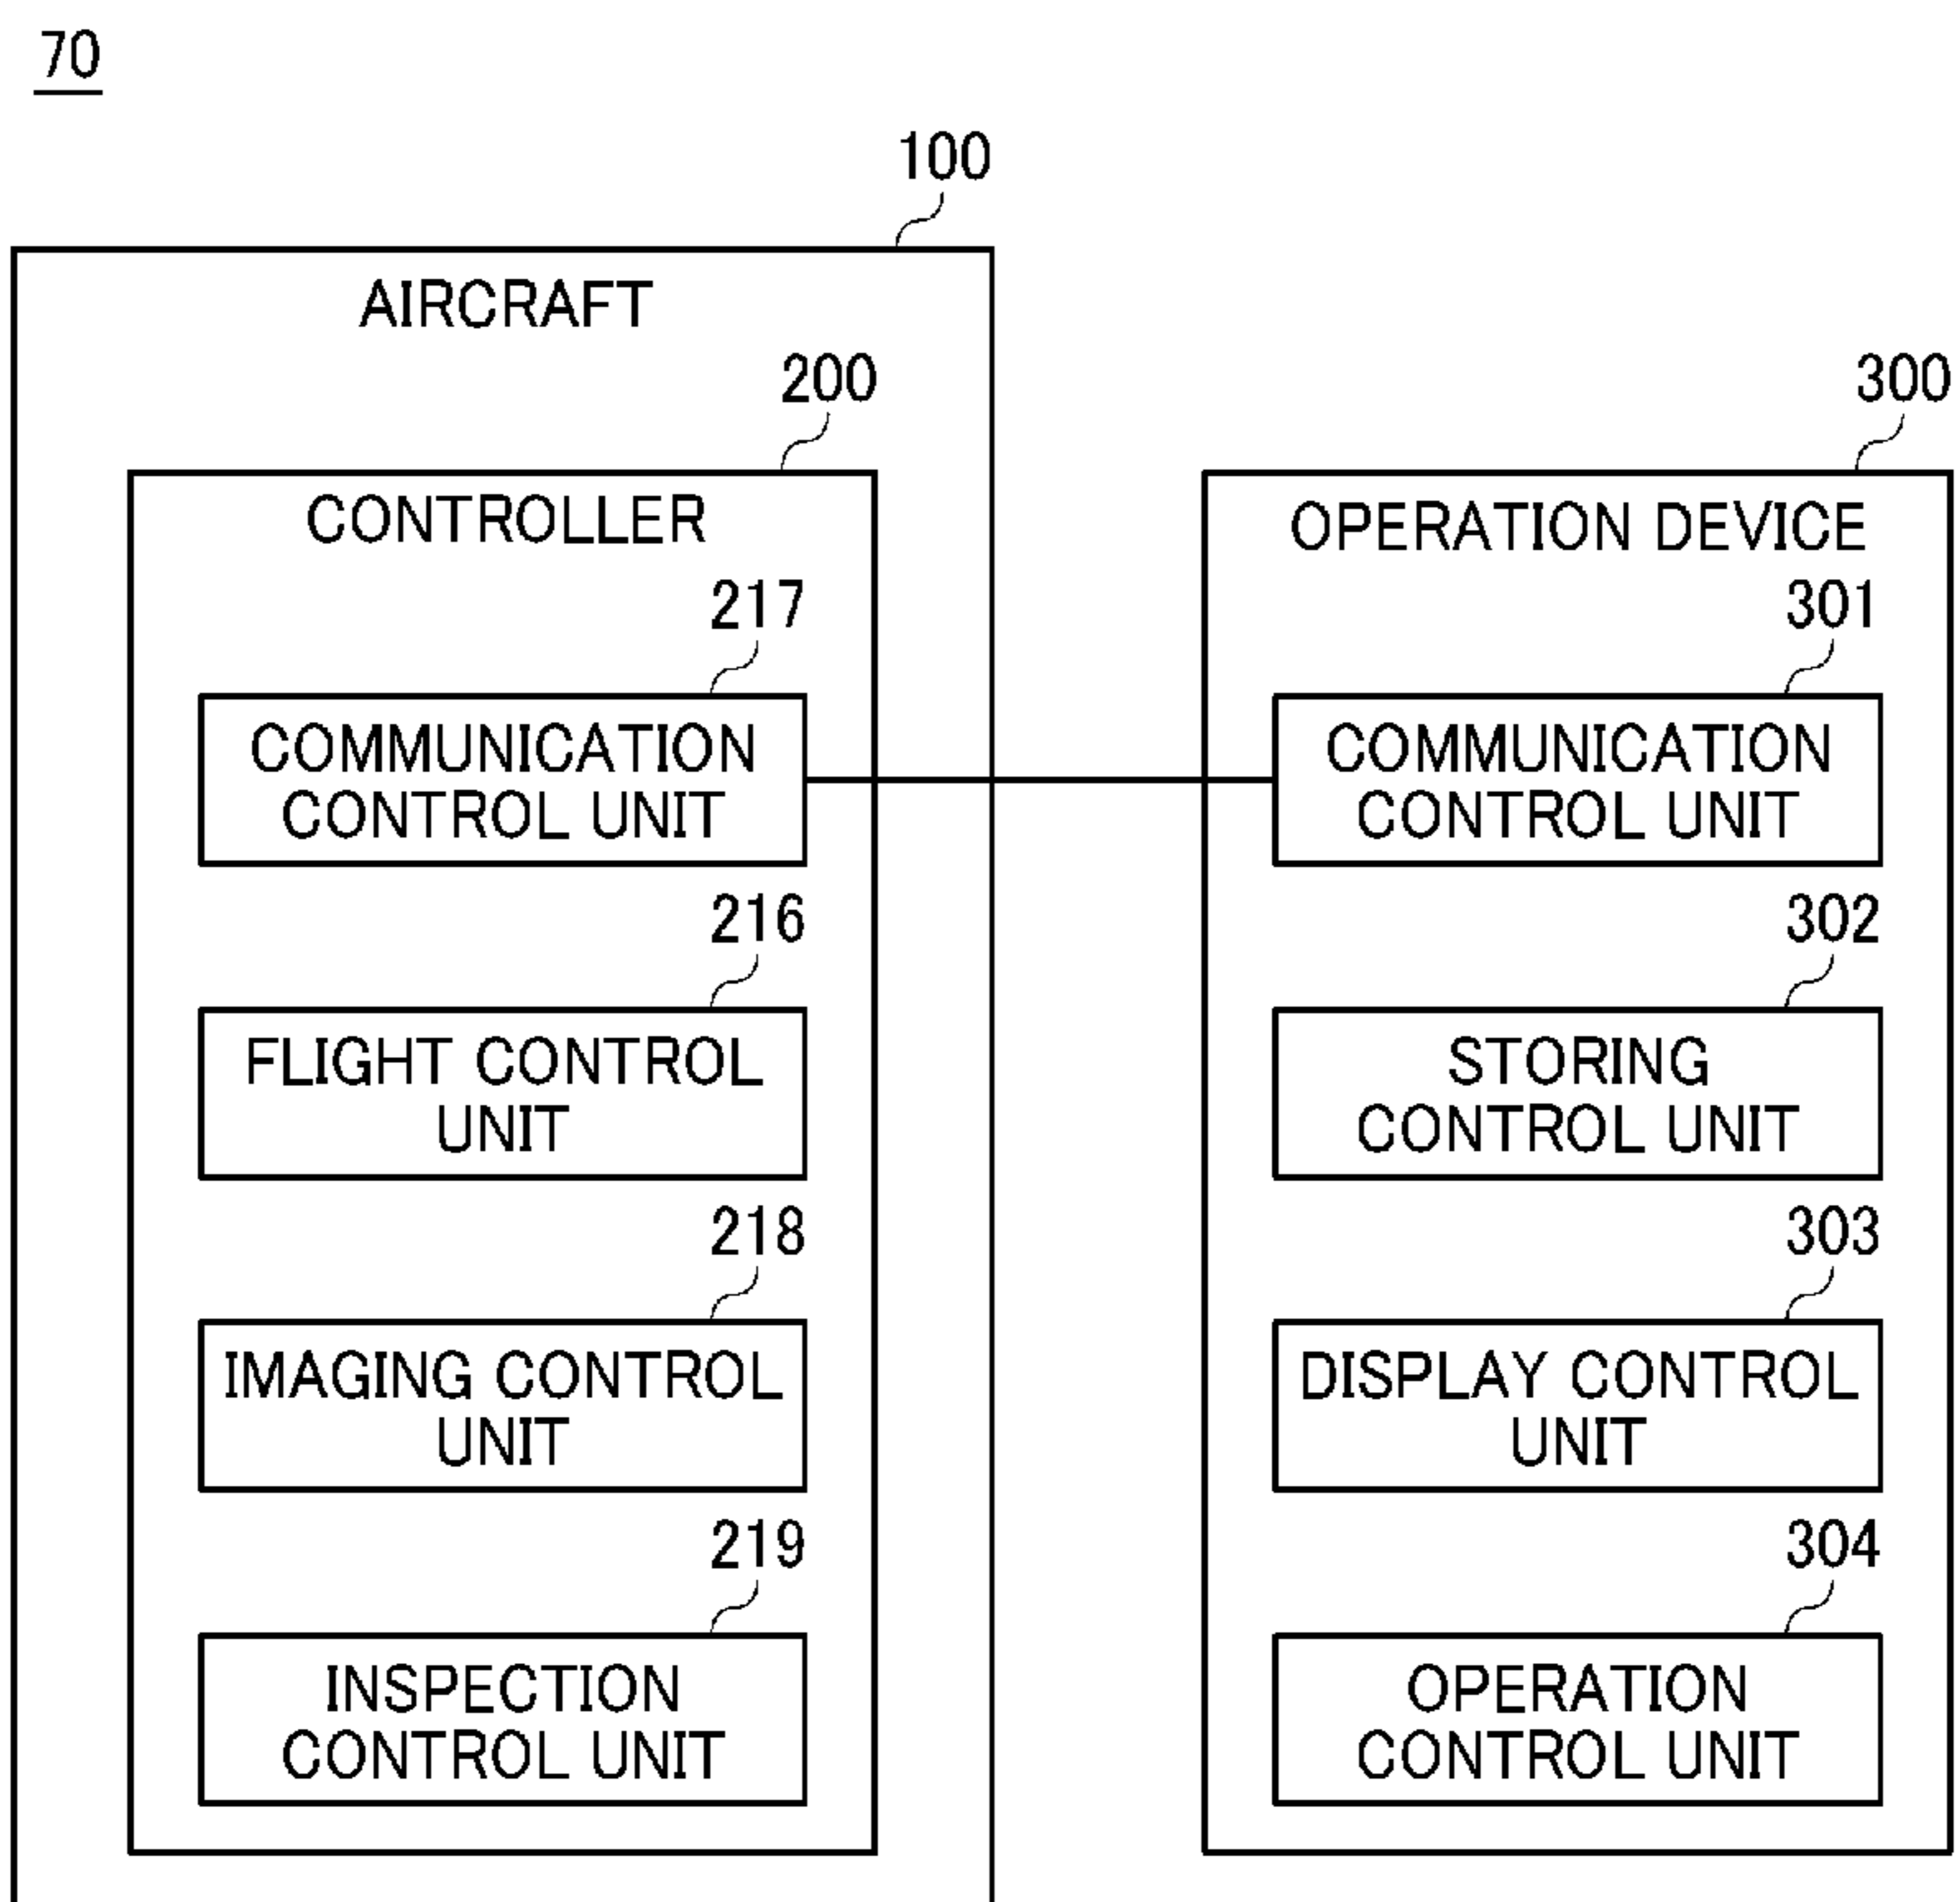 70
100
AIRCRAFT
200
CONTROLLER
217
COMMUNICATION
CONTROL UNIT
216
FLIGHT CONTROL
UNIT
218
IMAGING CONTROL
UNIT
219
INSPECTION
CONTROL UNIT
300
OPERATION DEVICE
301
COMMUNICATION
CONTROL UNIT
302
STORING
CONTROL UNIT
303
DISPLAY CONTROL
UNIT
304
OPERATION
CONTROL UNIT